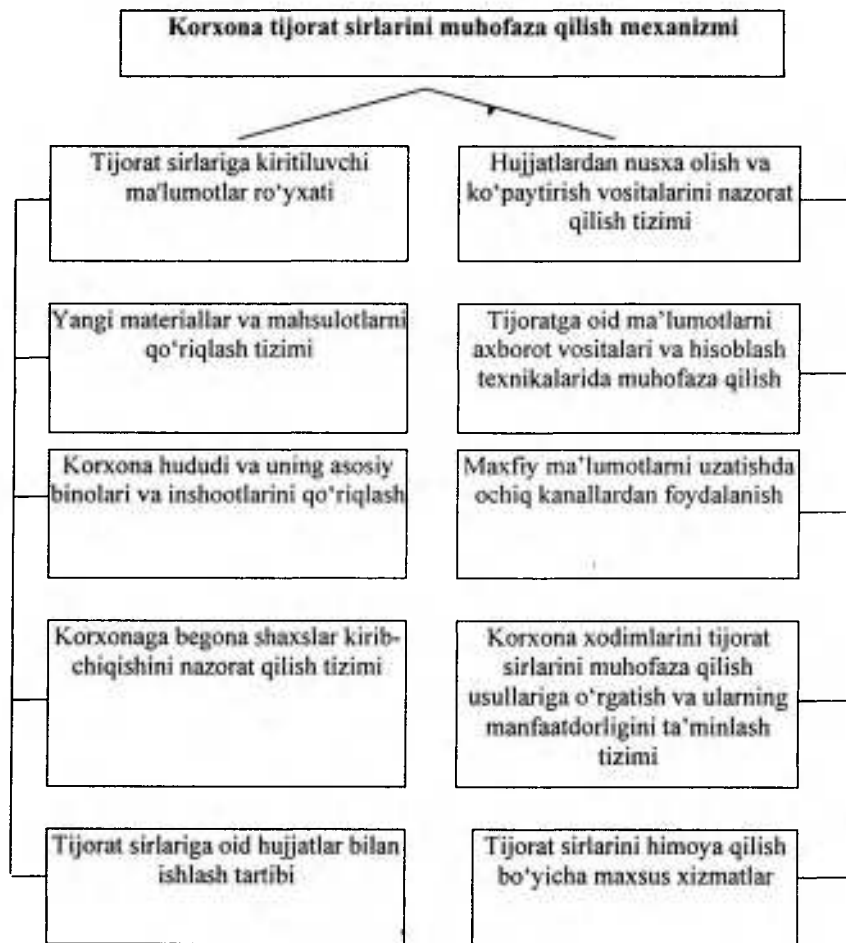 Korxona tijorat sirlarini muhofaza qilish mexanizmi
Tijorat sirlariga kiritiluvchi
ma'lumotlar ro‘yxati
Yangi materiallar va mahsulotlarni
qo‘riqlash tizimi
Korxona hududi va uning asosiy
binolari va inshootlarini qo‘riqlash
Korxonaga begona shaxslar kirib-
chiqishini nazorat qilish tizimi
Tijorat sirlariga oid hujjatlar bilan
ishlash tartibi
Hujjatlardan nusxa olish va
ko‘paytirish vositalarini nazorat
qilish tizimi
Tijoratga oid ma’lumotlarni
axborot vositalari va hisoblash
texnikalarida muhofaza qilish
Maxfiy ma’lumotlarni uzatishda
ochiq kanallardan foydalanish
Korxona xodimlarini tijorat
sirlarini muhofaza qilish
usullariga o‘rgatish va ularning
manfaatdorligini ta’minlash
tizimi
Tijorat sirlarini himoya qilish
bo‘yicha maxsus xizmatlar